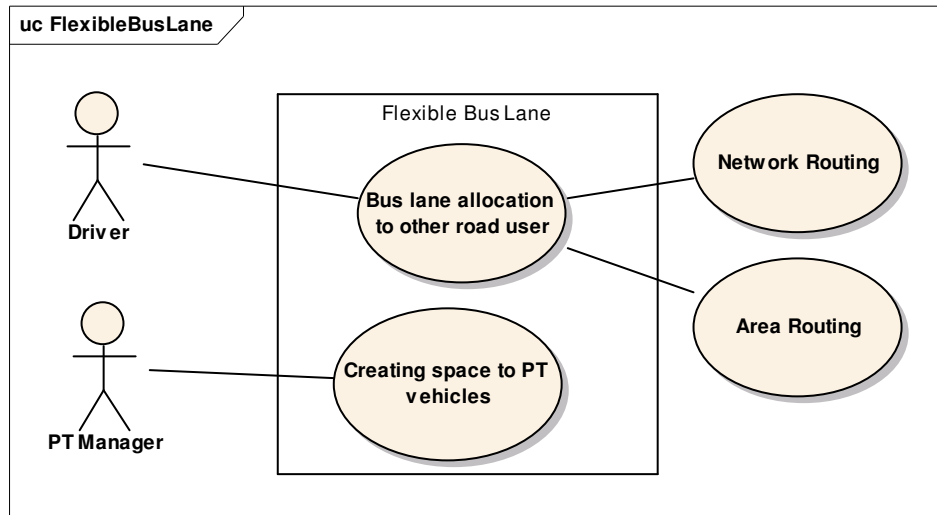 uc FlexibleBusLane
Flexible Bus Lane
Driver
PT Manager
Bus lane allocation
to other road user
Creating space to PT
vehicles
Network Routing
Area Routing